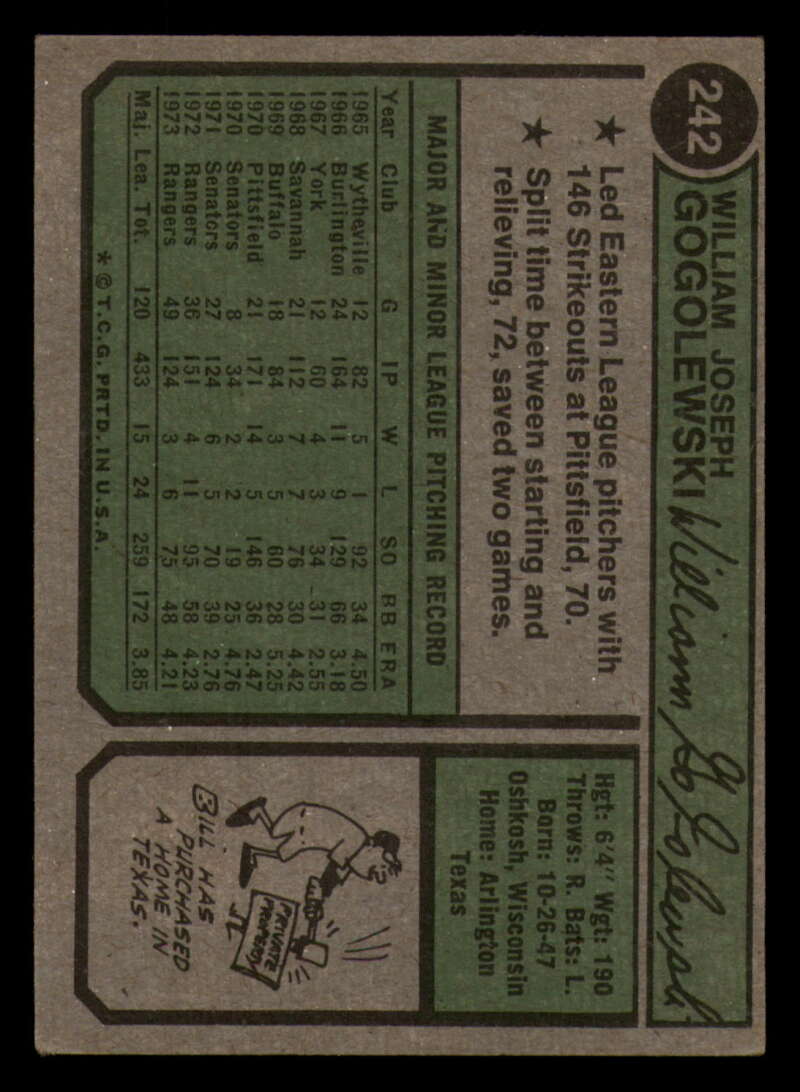 242
WILLIAM JOSEPH
GOGOLEWSKI
William Gogolewski
★ Led Eastern League pitchers with
146 Strikeouts at Pittsfield, 70.
★ Split time between starting and
relieving, 72, saved two games.
MAJOR AND MINOR LEAGUE PITCHING RECORD
Year Club G IP W L SO BB ERA
1965 Wytheville 12 82 5 1 92 34 4.50
1966 Burlington 24 164 11 9 129 66 3.18
1967 York 12 60 4 3 34 31 2.55
1968 Savannah 21 112 7 7 76 30 4.42
1969 Buffalo 18 84 3 5 60 28 5.25
1970 Pittsfield 21 171 14 5 146 36 2.47
1970 Senators 8 34 2 2 19 25 4.76
1971 Senators 27 124 6 5 70 39 2.76
1972 Rangers 36 151 4 11 95 58 4.23
1973 Rangers 49 124 3 6 75 48 4.21
Maj. Lea. Tot. 120 433 15 24 259 172 3.85
* © T.C.G. PRTD. IN U.S.A.
Hgt: 6'4" Wgt: 190
Throws: R. Bats: L.
Born: 10-26-47
Oshkosh, Wisconsin
Home: Arlington
Texas
PRIVATE
PROPERTY
BILL HAS
PURCHASED
A HOME IN
TEXAS.